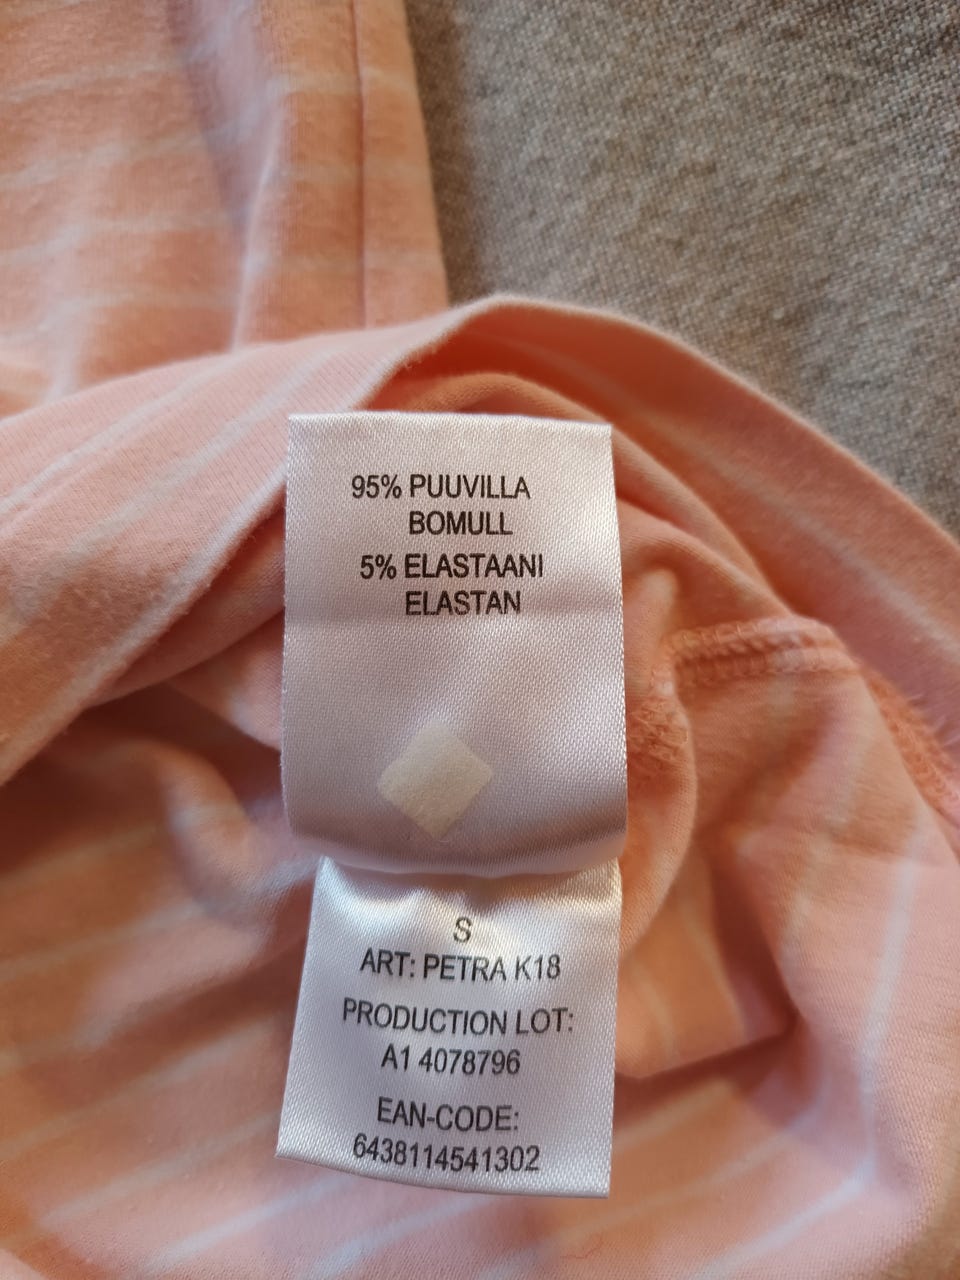 95% PUUVILLA
BOMULL
5% ELASTAANI
ELASTAN
S
ART: PETRA K18
PRODUCTION LOT:
A1 4078796
EAN-CODE:
6438114541302